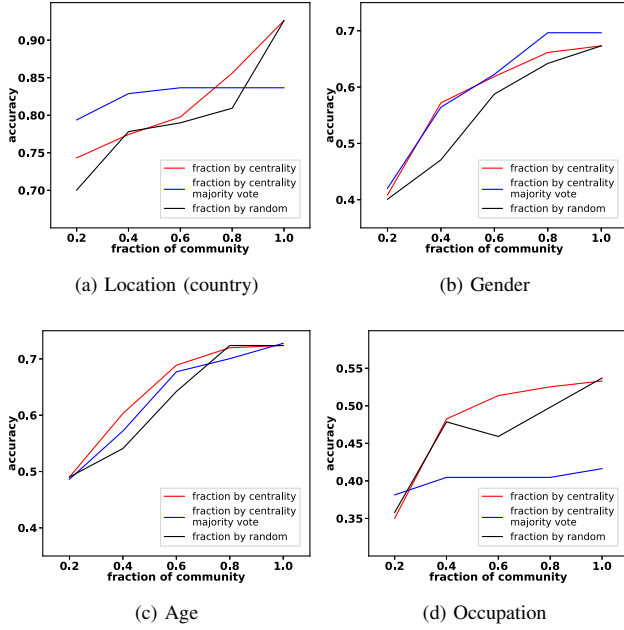 0.90
0.85
0.80
0.75
0.70
accuracy
fraction by centrality
fraction by centrality
majority vote
fraction by random
0.2 0.4 0.6 0.8 1.0
fraction of community
(a) Location (country)
0.7
0.6
0.5
0.4
accuracy
fraction by centrality
fraction by centrality
majority vote
fraction by random
0.2 0.4 0.6 0.8 1.0
fraction of community
(b) Gender
0.7
0.6
0.5
0.4
accuracy
fraction by centrality
fraction by centrality
majority vote
fraction by random
0.2 0.4 0.6 0.8 1.0
fraction of community
(c) Age
0.55
0.50
0.45
0.40
0.35
accuracy
fraction by centrality
fraction by centrality
majority vote
fraction by random
0.2 0.4 0.6 0.8 1.0
fraction of community
(d) Occupation